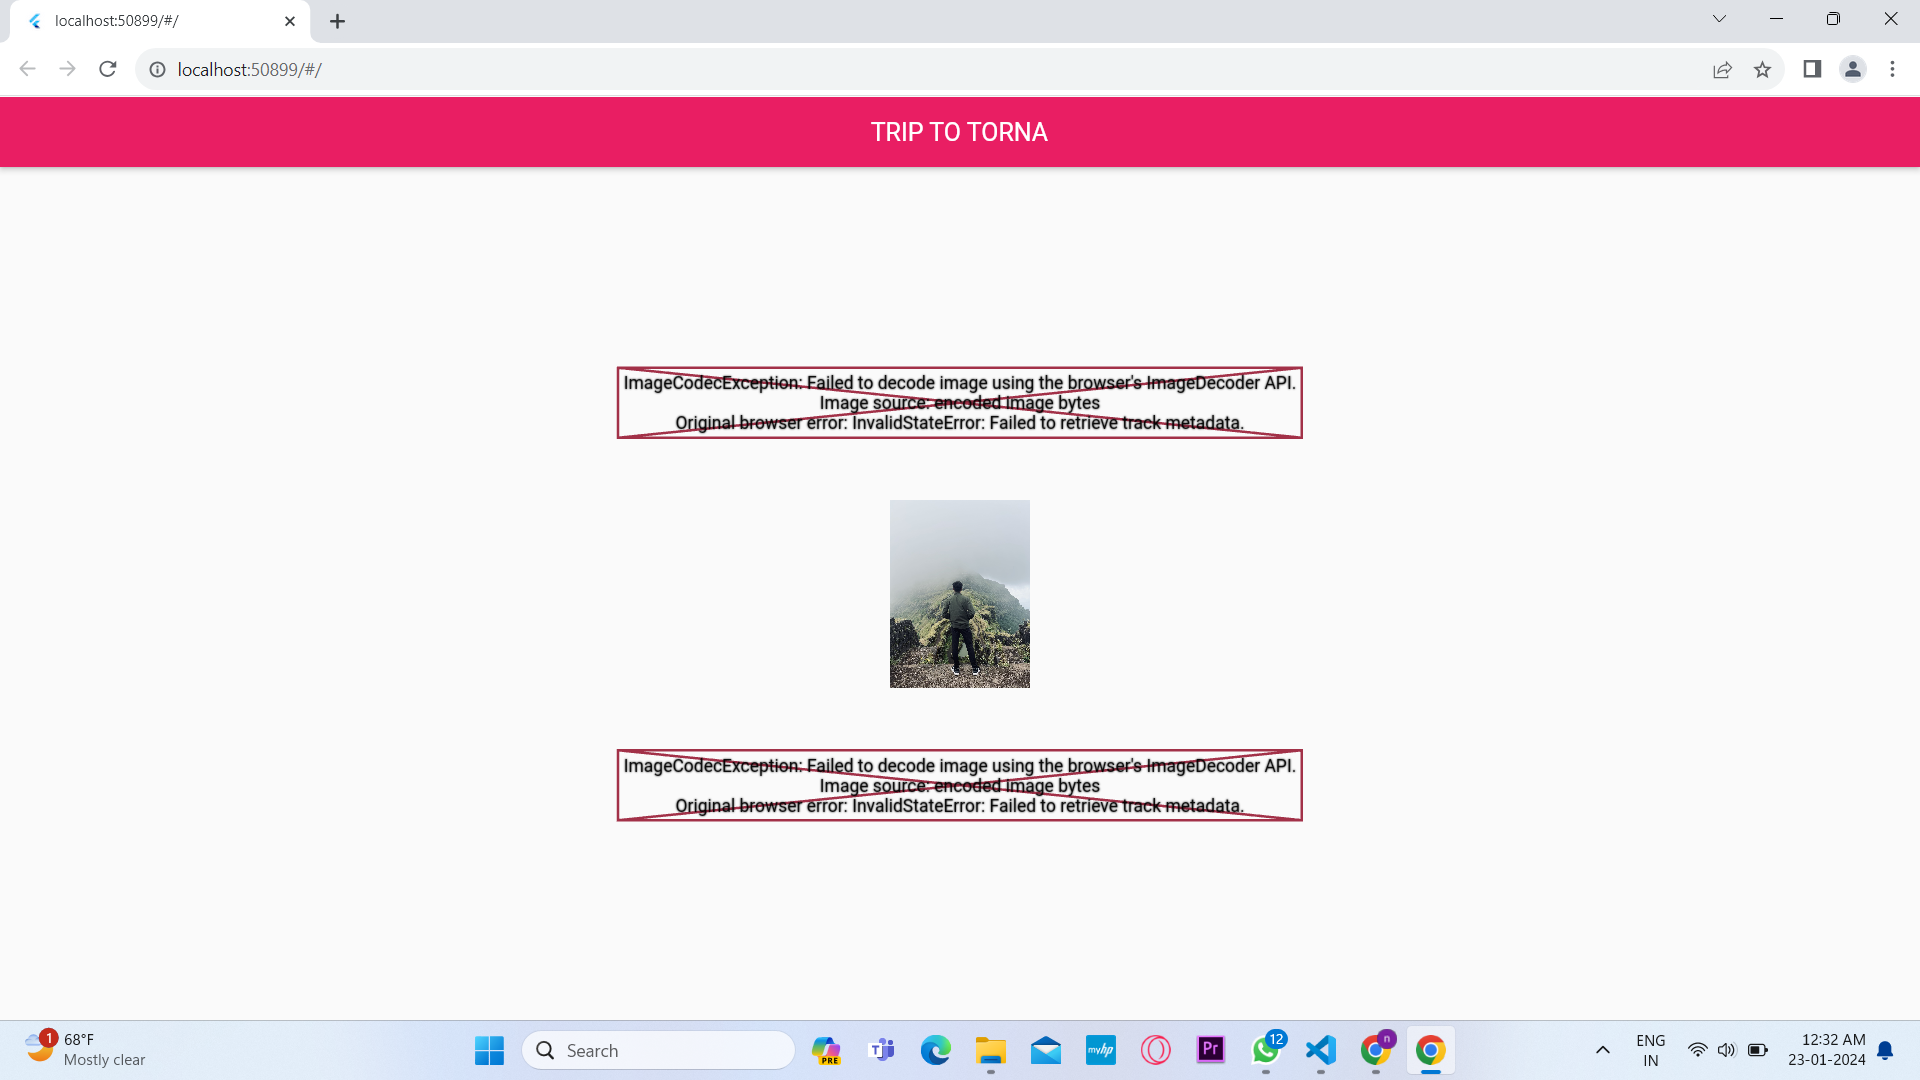 localhost:50899/#/
localhost:50899/#/
TRIP TO TORNA
ImageCodecException: Failed to decode image using the browser's ImageDecoder API.
Image source: encoded image bytes
Original browser error: InvalidStateError: Failed to retrieve track metadata.
ImageCodecException: Failed to decode image using the browser's ImageDecoder API.
Image source: encoded image bytes
Original browser error: InvalidStateError: Failed to retrieve track metadata.
1
68°F
Mostly clear
Search
PRE
T
myhp
Pr
12
n
ENG
IN
12:32 AM
23-01-2024